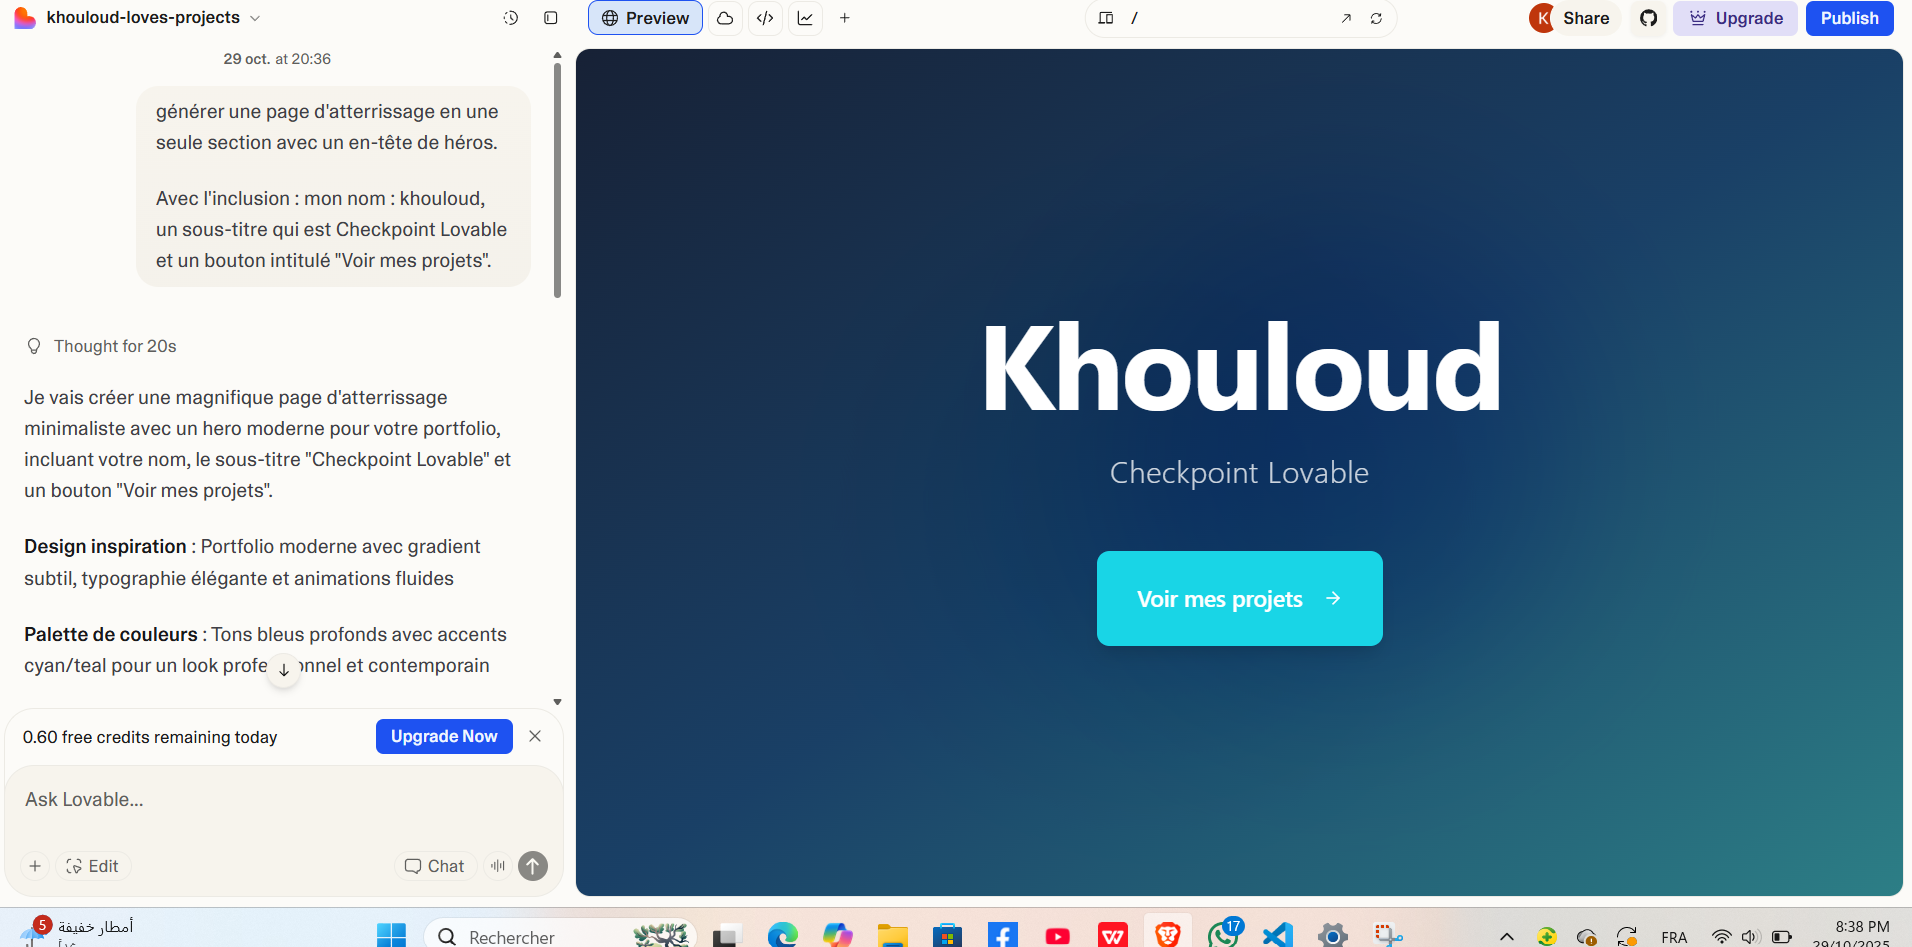 khouloud-loves-projects
Preview
/
K
Share
Upgrade
Publish
29 oct. at 20:36
générer une page d'atterrissage en une
seule section avec un en-tête de héros.
Avec l'inclusion : mon nom : khouloud,
un sous-titre qui est Checkpoint Lovable
et un bouton intitulé "Voir mes projets".
Thought for 20s
Je vais créer une magnifique page d'atterrissage
minimaliste avec un hero moderne pour votre portfolio,
incluant votre nom, le sous-titre "Checkpoint Lovable" et
un bouton "Voir mes projets".
Design inspiration : Portfolio moderne avec gradient
subtil, typographie élégante et animations fluides
Palette de couleurs : Tons bleus profonds avec accents
cyan/teal pour un look profe onnel et contemporain
0.60 free credits remaining today
Upgrade Now
Ask Lovable...
Edit
Chat
Khouloud
Checkpoint Lovable
Voir mes projets
5
أمطار خفيفة
Rechercher
17
FRA
8:38 PM
29/10/2025